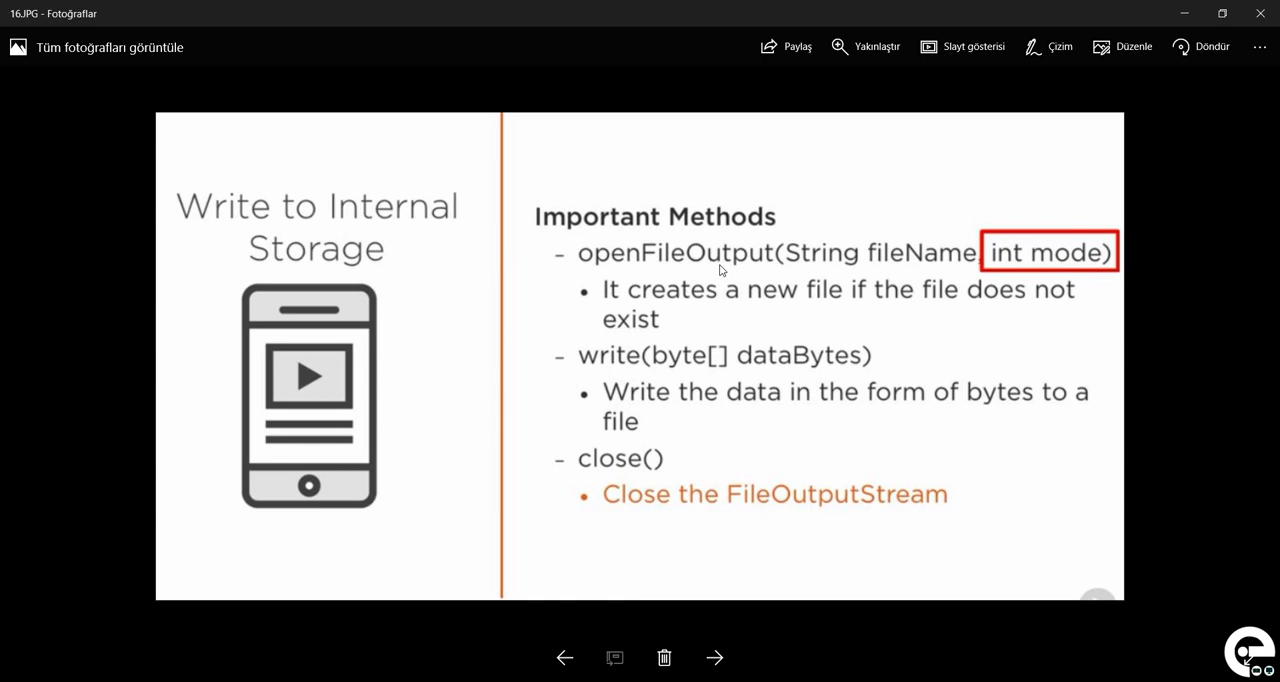 16.JPG - Fotoğraflar
Tüm fotoğrafları görüntüle
Paylaş
Yakınlaştır
Slayt gösterisi
Çizim
Düzenle
Döndür
Write to Internal
Storage
Important Methods
- openFileOutput(String fileName, int mode)
• It creates a new file if the file does not
exist
- write(byte[] dataBytes)
• Write the data in the form of bytes to a
file
- close()
• Close the FileOutputStream